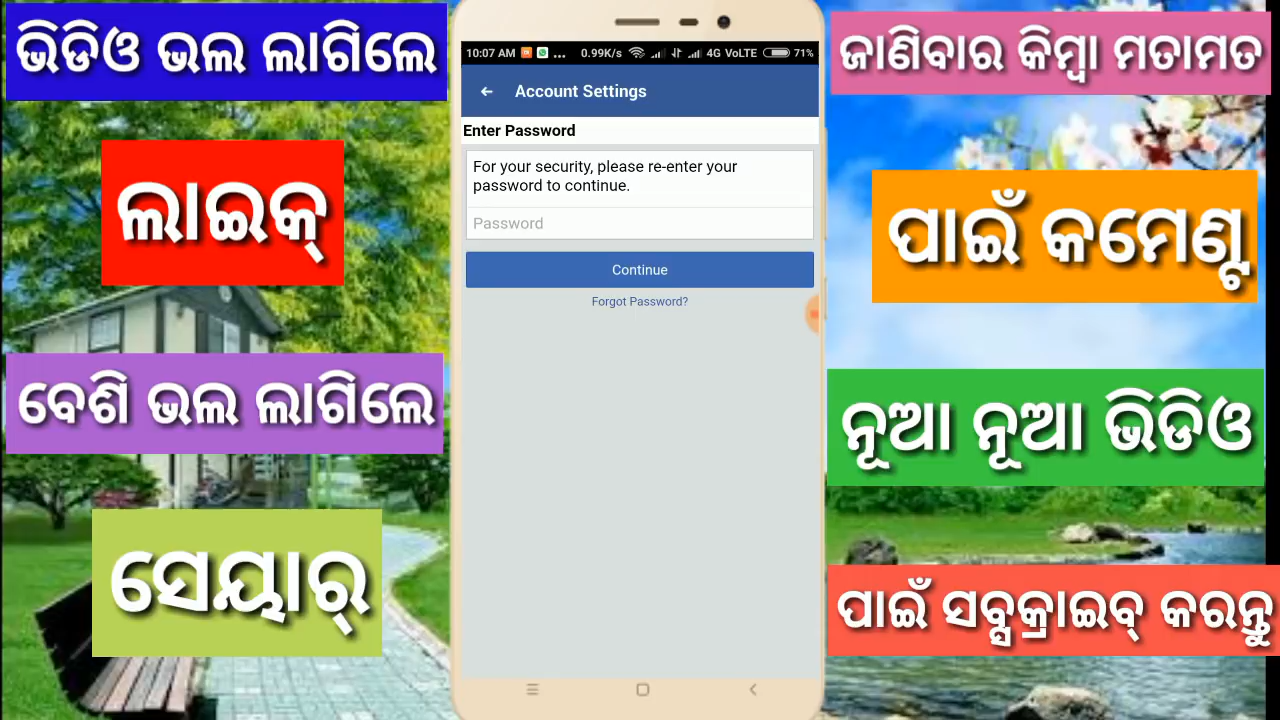 ଭିଡିଓ ଭଲ ଲାଗିଲେ
ଲାଇକ୍
ବେଶି ଭଲ ଲାଗିଲେ
ସେୟାର୍
10:07 AM ... 0.99K/s 4G VoLTE 71%
Account Settings
Enter Password
For your security, please re-enter your
password to continue.
Password
Continue
Forgot Password?
ଜାଣିବାର କିମ୍ବା ମତାମତ
ପାଇଁ କମେଣ୍ଟ
ନୂଆ ନୂଆ ଭିଡିଓ
ପାଇଁ ସବ୍ସକ୍ରାଇବ୍ କରନ୍ତୁ